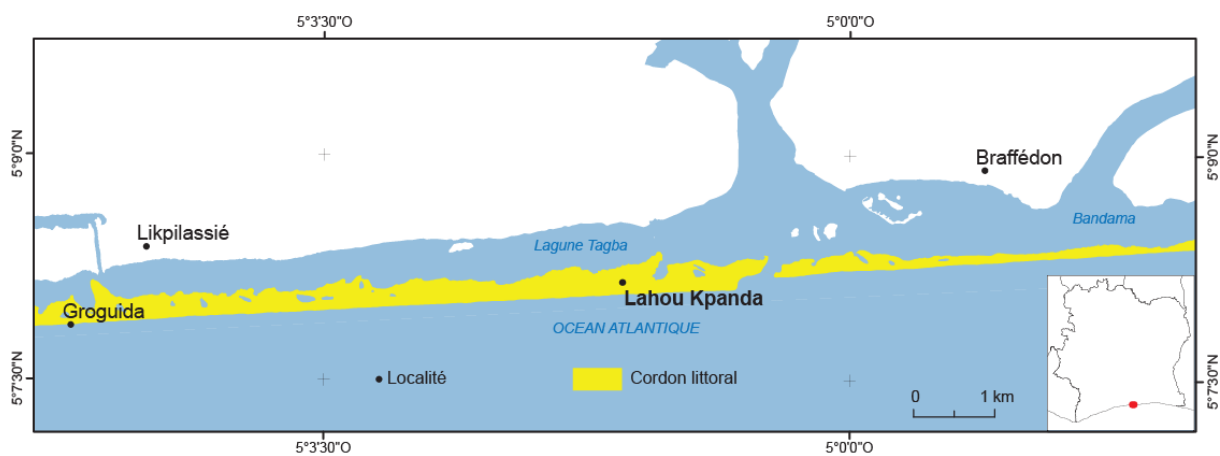 5°3'30"O
5°0'0"O
5°9'0"N
5°9'0"N
Braffédon
Likpilassié
Lagune Tagba
Bandama
Lahou Kpanda
Groguida
OCEAN ATLANTIQUE
5°7'30"N
Localité
Cordon littoral
0
1 km
5°7'30"N
5°3'30"O
5°0'0"O